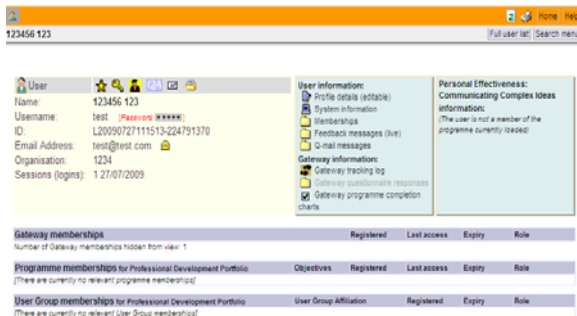 Home Help
123456 123
Full user list Search menu
User
QA
Name: 123456 123
Username: test [Password: *****]
ID: L20090727111513-224791370
Email Address: test@test.com
Organisation: 1234
Sessions (logins): 1 27/07/2009
User information:
Profile details (editable)
System information
Memberships
Feedback messages (live)
Q-mail messages
Gateway information:
Gateway tracking log
Gateway questionnaire responses
Gateway programme completion
charts
Personal Effectiveness:
Communicating Complex Ideas
information:
(The user is not a member of the
programme currently loaded)
Gateway memberships Registered Last access Expiry Role
Number of Gateway memberships hidden from view: 1
Programme memberships for Professional Development Portfolio Objectives Registered Last access Expiry Role
[There are currently no relevant programme memberships]
User Group memberships for Professional Development Portfolio User Group Affiliation Registered Expiry Role
[There are currently no relevant User Group memberships]